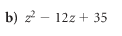 b) z² − 12z + 35